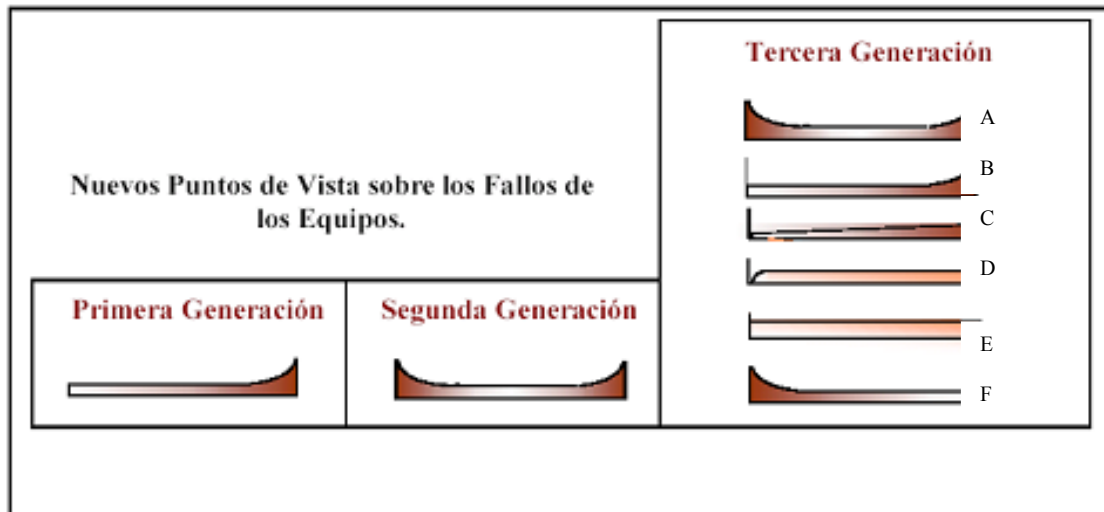 Nuevos Puntos de Vista sobre los Fallos de
los Equipos.
Primera Generación
Segunda Generación
Tercera Generación
A
B
C
D
E
F